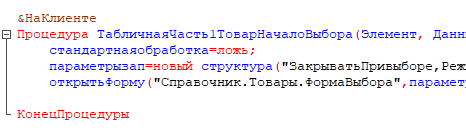 &НаКлиенте
Процедура ТабличнаяЧасть1ТоварНачалоВыбора(Элемент, Данн
стандартнаяобработка=ложь;
параметрызап=новый структура("ЗакрыватьПривыборе,Реж
открытьФорму("Справочник.Товары.ФормаВыбора",парамет
КонецПроцедуры